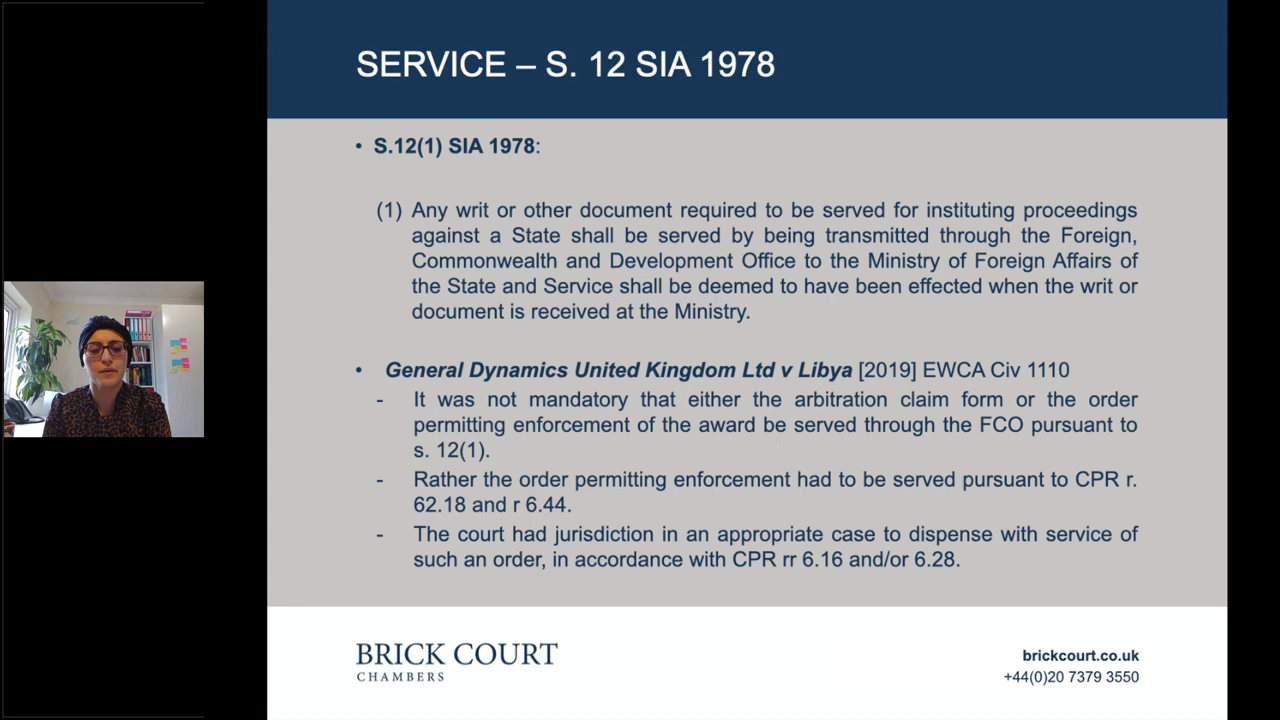 SERVICE – S. 12 SIA 1978
• S.12(1) SIA 1978:
(1) Any writ or other document required to be served for instituting proceedings
against a State shall be served by being transmitted through the Foreign,
Commonwealth and Development Office to the Ministry of Foreign Affairs of
the State and Service shall be deemed to have been effected when the writ or
document is received at the Ministry.
• General Dynamics United Kingdom Ltd v Libya [2019] EWCA Civ 1110
- It was not mandatory that either the arbitration claim form or the order
permitting enforcement of the award be served through the FCO pursuant to
s. 12(1).
- Rather the order permitting enforcement had to be served pursuant to CPR r.
62.18 and r 6.44.
- The court had jurisdiction in an appropriate case to dispense with service of
such an order, in accordance with CPR rr 6.16 and/or 6.28.
BRICK COURT
CHAMBERS
brickcourt.co.uk
+44(0)20 7379 3550